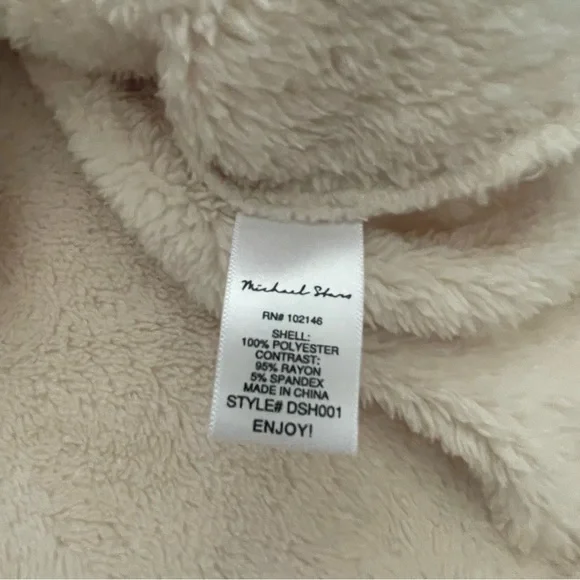 Michael Stars
RN# 102146
SHELL:
100% POLYESTER
CONTRAST:
95% RAYON
5% SPANDEX
MADE IN CHINA
STYLE# DSH001
ENJOY!